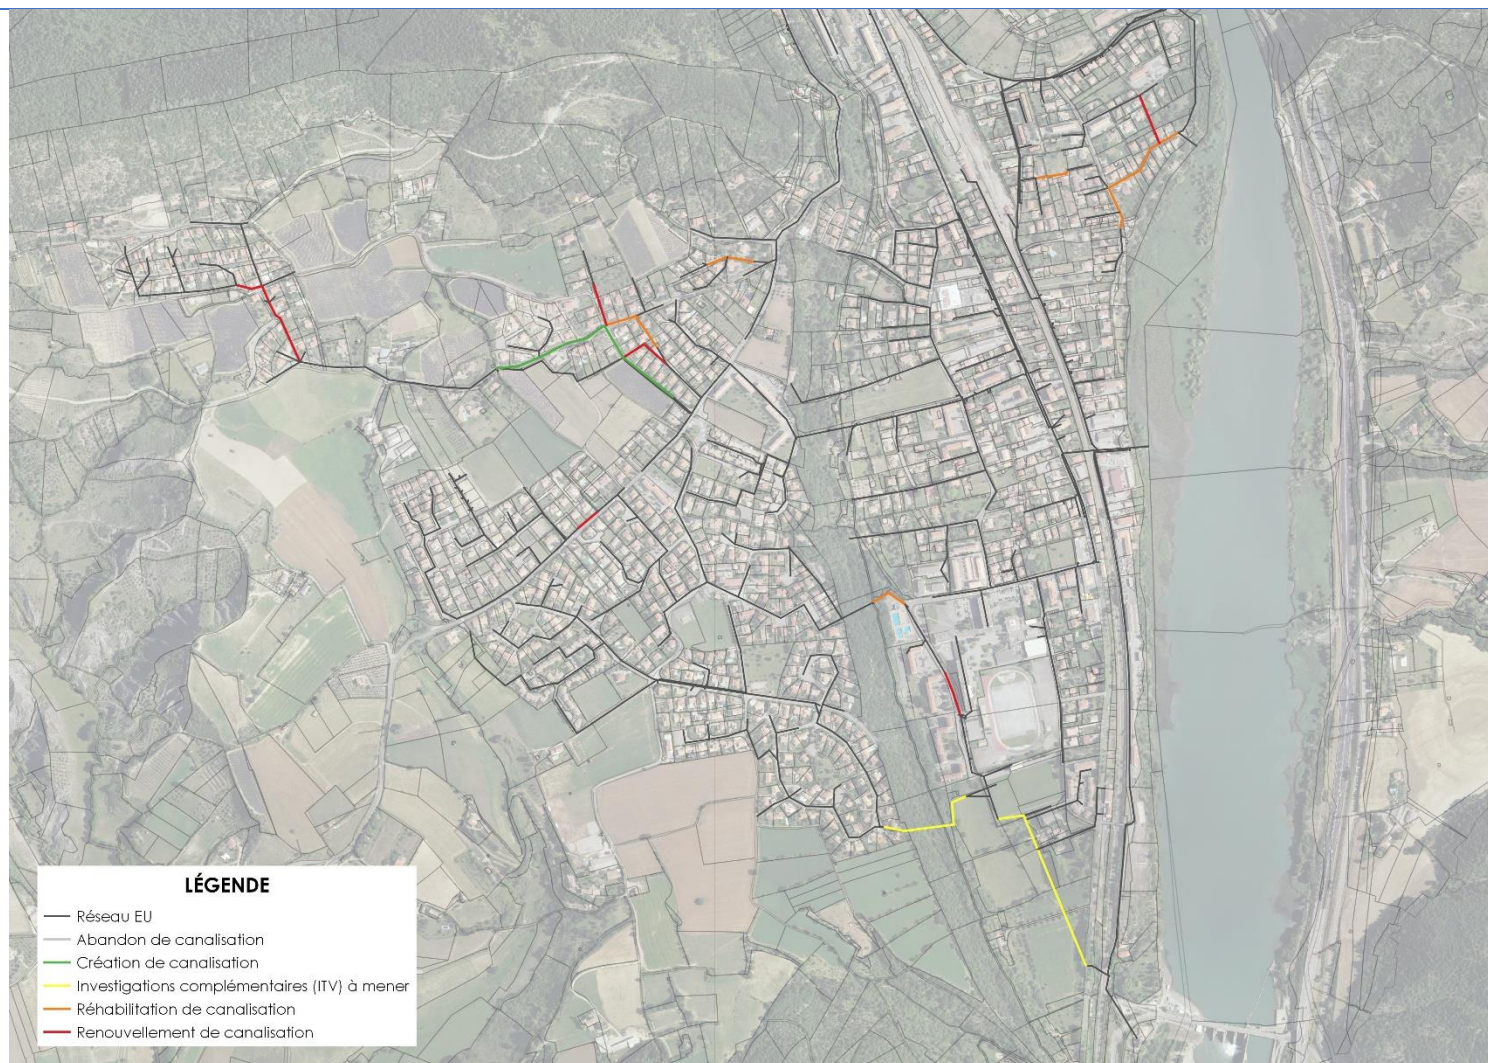 LÉGENDE
Réseau EU
Abandon de canalisation
Création de canalisation
Investigations complémentaires (ITV) à mener
Réhabilitation de canalisation
Renouvellement de canalisation